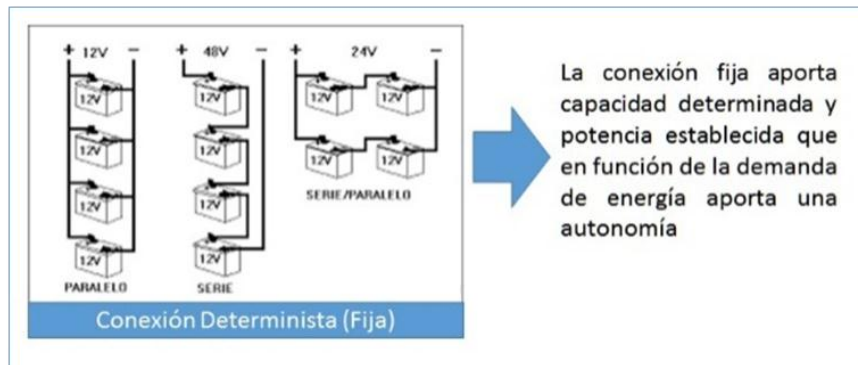 + 12V −
+ 48V −
+ 24V −
12V
12V
12V
12V
PARALELO
12V
12V
12V
12V
SERIE
12V
12V
12V
12V
SERIE/PARALELO
Conexión Determinista (Fija)
La conexión fija aporta
capacidad determinada y
potencia establecida que
en función de la demanda
de energía aporta una
autonomía